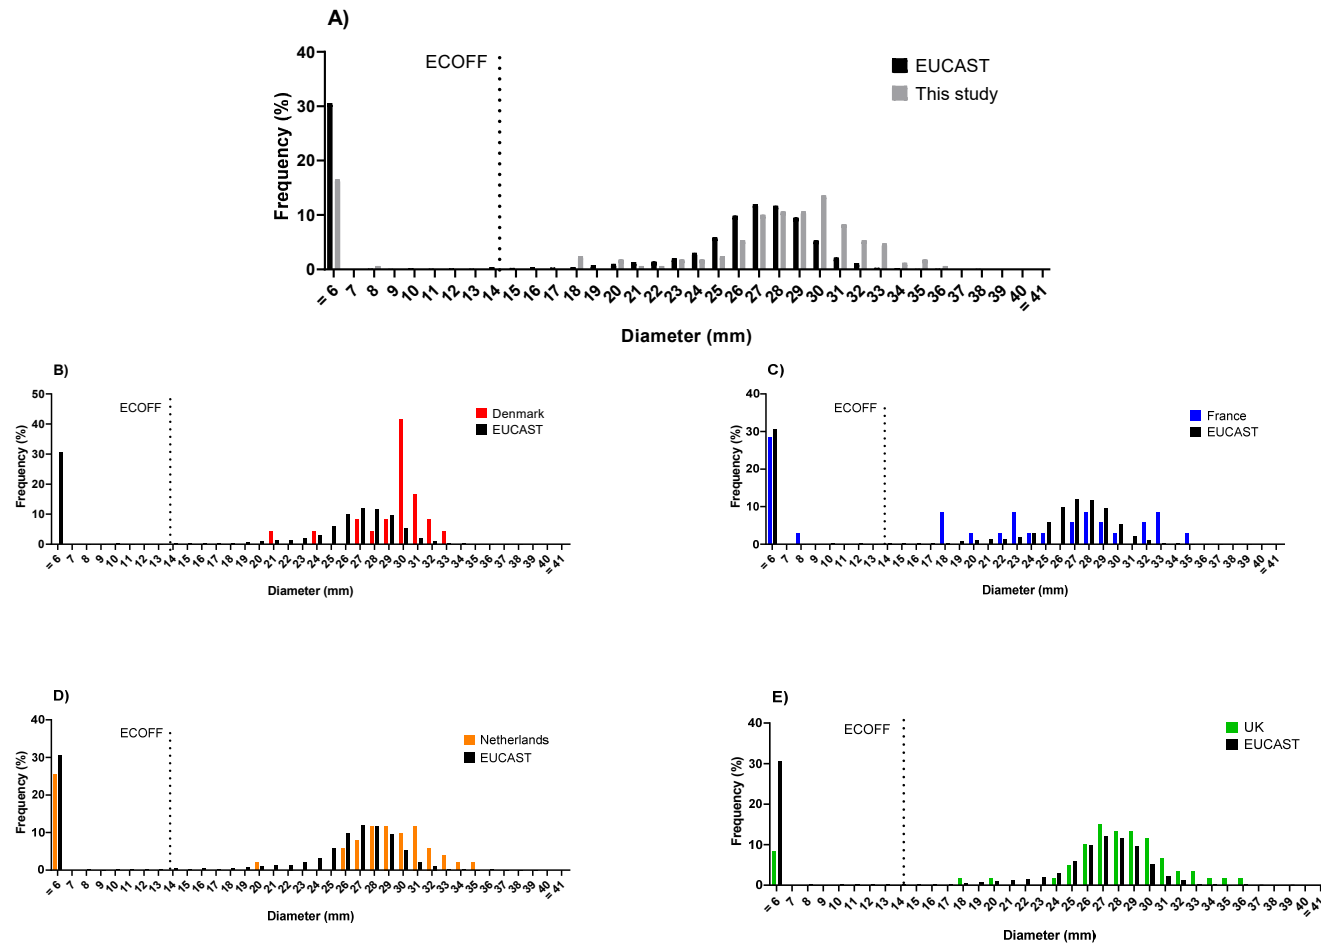 A)
40
30
20
10
0
Frequency (%)
ECOFF
EUCAST
This study
= 6 7 8 9 10 11 12 13 14 15 16 17 18 19 20 21 22 23 24 25 26 27 28 29 30 31 32 33 34 35 36 37 38 39 40 = 41
Diameter (mm)
B)
50
40
30
20
10
0
Frequency (%)
ECOFF
Denmark
EUCAST
= 6 7 8 9 10 11 12 13 14 15 16 17 18 19 20 21 22 23 24 25 26 27 28 29 30 31 32 33 34 35 36 37 38 39 40 = 41
Diameter (mm)
C)
40
30
20
10
0
Frequency (%)
ECOFF
France
EUCAST
= 6 7 8 9 10 11 12 13 14 15 16 17 18 19 20 21 22 23 24 25 26 27 28 29 30 31 32 33 34 35 36 37 38 39 40 = 41
Diameter (mm)
D)
40
30
20
10
0
Frequency (%)
ECOFF
Netherlands
EUCAST
= 6 7 8 9 10 11 12 13 14 15 16 17 18 19 20 21 22 23 24 25 26 27 28 29 30 31 32 33 34 35 36 37 38 39 40 = 41
Diameter (mm)
E)
40
30
20
10
0
Frequency (%)
ECOFF
UK
EUCAST
= 6 7 8 9 10 11 12 13 14 15 16 17 18 19 20 21 22 23 24 25 26 27 28 29 30 31 32 33 34 35 36 37 38 39 40 = 41
Diameter (mm)